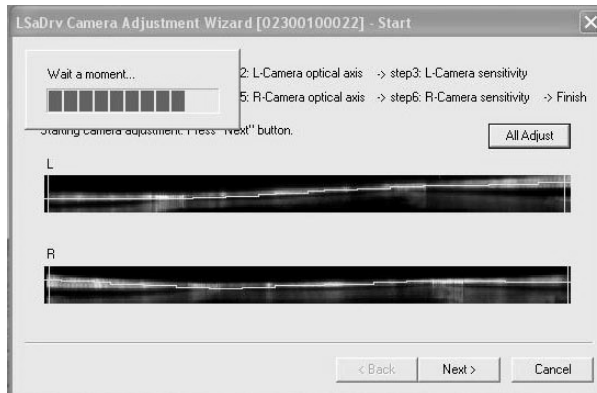 LSaDrv Camera Adjustment Wizard [02300100022] - Start
Wait a moment...
2: L-Camera optical axis -> step3: L-Camera sensitivity
5: R-Camera optical axis -> step6: R-Camera sensitivity -> Finish
Starting camera adjustment. Press "Next" button.
All Adjust
L
R
< Back
Next >
Cancel